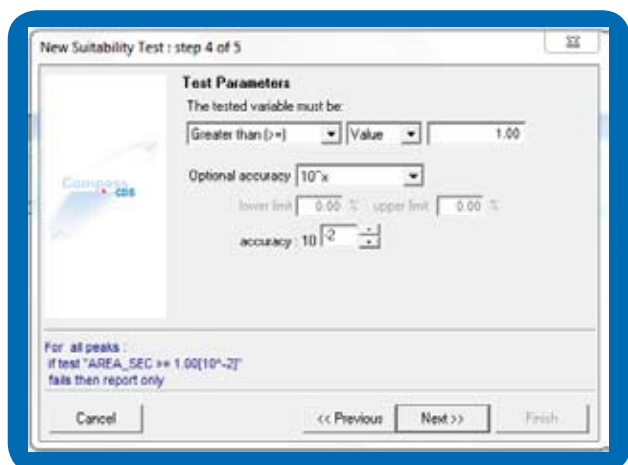 New Suitability Test : step 4 of 5
Test Parameters
The tested variable must be:
Greater than (>=) Value 1.00
Compass CDS
Optional accuracy 10^x
lower limit 0.00 % upper limit 0.00 %
accuracy : 10 -2
For all peaks :
if test "AREA_SEC >= 1.00[10^-2]"
fails then report only
Cancel << Previous Next >> Finish